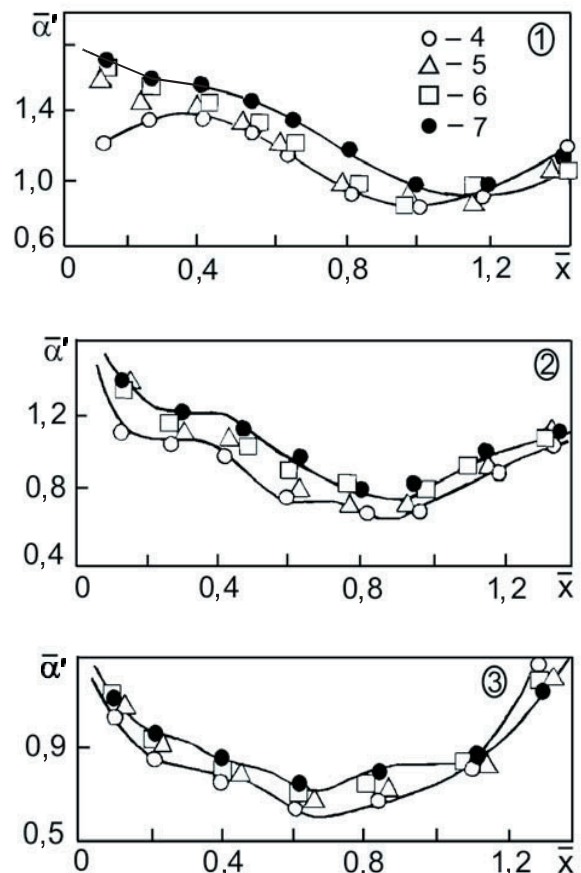 ᾱ' ①
○ – 4
△ – 5
□ – 6
● – 7
1,4
1,0
0,6
0 0,4 0,8 1,2 x̄
ᾱ' ②
1,2
0,8
0,4
0 0,4 0,8 1,2 x̄
ᾱ' ③
0,9
0,5
0 0,4 0,8 1,2 x̄